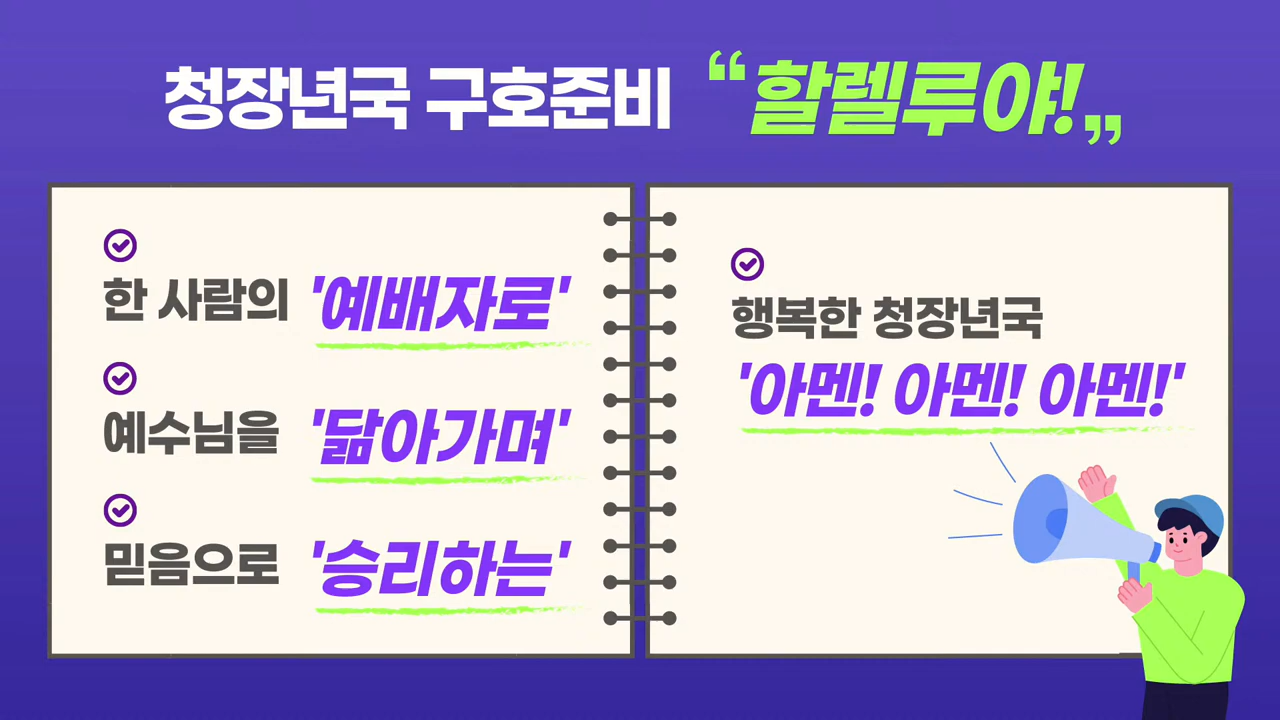 청장년국 구호준비 “할렐루야!„
한 사람의 '예배자로'
예수님을 '닮아가며'
믿음으로 '승리하는'
행복한 청장년국
'아멘! 아멘! 아멘!'